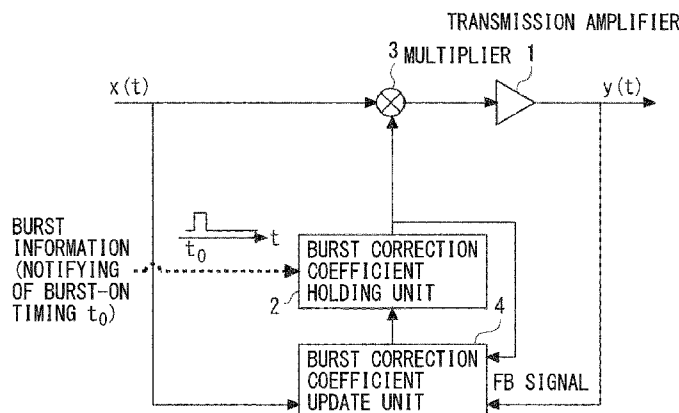 TRANSMISSION AMPLIFIER
3 MULTIPLIER 1
x(t)
y(t)
BURST
INFORMATION
(NOTIFYING
OF BURST-ON
TIMING t₀)
t₀
t
BURST CORRECTION
COEFFICIENT
HOLDING UNIT
2
4
BURST CORRECTION
COEFFICIENT
UPDATE UNIT
FB SIGNAL